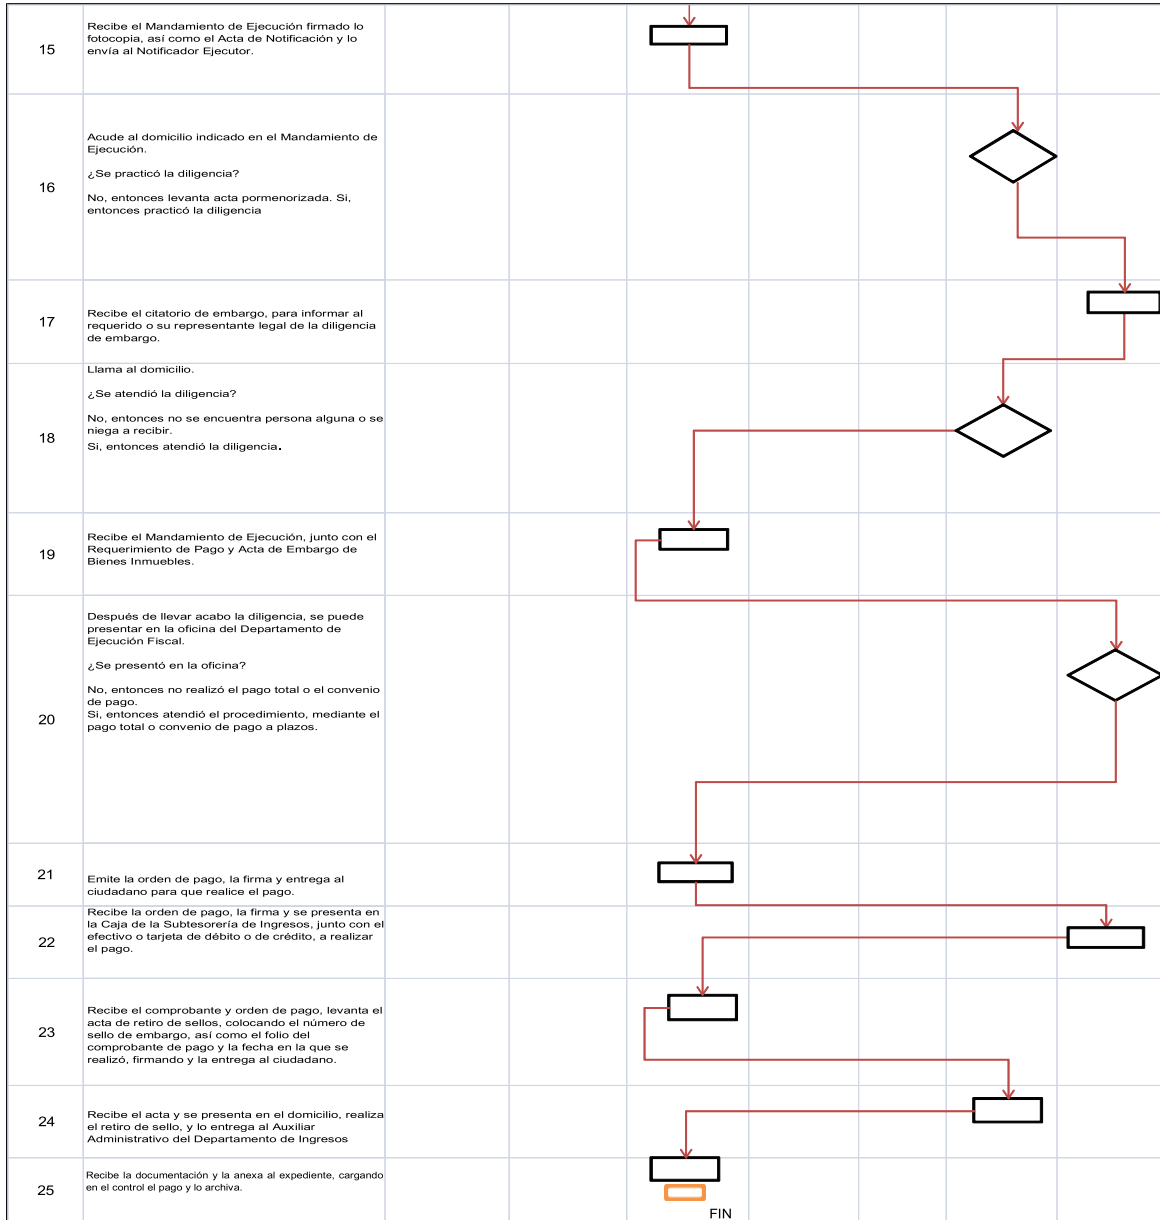 15
Recibe el Mandamiento de Ejecución firmado lo
fotocopia, así como el Acta de Notificación y lo
envía al Notificador Ejecutor.
16
Acude al domicilio indicado en el Mandamiento de
Ejecución.
¿Se practicó la diligencia?
No, entonces levanta acta pormenorizada. Si,
entonces practicó la diligencia
17
Recibe el citatorio de embargo, para informar al
requerido o su representante legal de la diligencia
de embargo.
18
Llama al domicilio.
¿Se atendió la diligencia?
No, entonces no se encuentra persona alguna o se
niega a recibir.
Si, entonces atendió la diligencia.
19
Recibe el Mandamiento de Ejecución, junto con el
Requerimiento de Pago y Acta de Embargo de
Bienes Inmuebles.
20
Después de llevar acabo la diligencia, se puede
presentar en la oficina del Departamento de
Ejecución Fiscal.
¿Se presentó en la oficina?
No, entonces no realizó el pago total o el convenio
de pago.
Si, entonces atendió el procedimiento, mediante el
pago total o convenio de pago a plazos.
21
Emite la orden de pago, la firma y entrega al
ciudadano para que realice el pago.
22
Recibe la orden de pago, la firma y se presenta en
la Caja de la Subtesorería de Ingresos, junto con el
efectivo o tarjeta de débito o de crédito, a realizar
el pago.
23
Recibe el comprobante y orden de pago, levanta el
acta de retiro de sellos, colocando el número de
sello de embargo, así como el folio del
comprobante de pago y la fecha en la que se
realizó, firmando y la entrega al ciudadano.
24
Recibe el acta y se presenta en el domicilio, realiza
el retiro de sello, y lo entrega al Auxiliar
Administrativo del Departamento de Ingresos
25
Recibe la documentación y la anexa al expediente, cargando
en el control el pago y lo archiva.
FIN